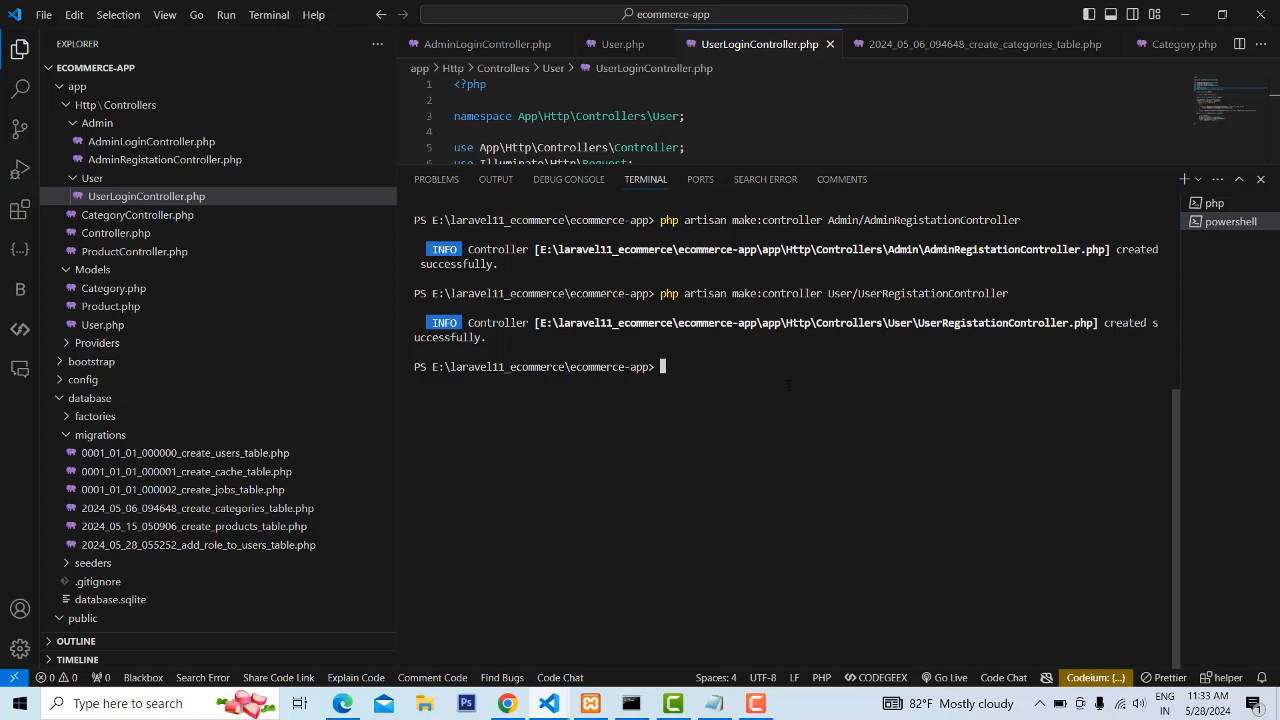 File Edit Selection View Go Run Terminal Help
ecommerce-app
EXPLORER
ECOMMERCE-APP
app
Http\Controllers
Admin
AdminLoginController.php
AdminRegistationController.php
User
UserLoginController.php
CategoryController.php
Controller.php
ProductController.php
Models
Category.php
Product.php
User.php
Providers
bootstrap
config
database
factories
migrations
0001_01_01_000000_create_users_table.php
0001_01_01_000001_create_cache_table.php
0001_01_01_000002_create_jobs_table.php
2024_05_06_094648_create_categories_table.php
2024_05_15_050906_create_products_table.php
2024_05_28_055252_add_role_to_users_table.php
seeders
.gitignore
database.sqlite
public
OUTLINE
TIMELINE
AdminLoginController.php User.php UserLoginController.php 2024_05_06_094648_create_categories_table.php Category.php
app > Http > Controllers > User > UserLoginController.php
1 <?php
2
3 namespace App\Http\Controllers\User;
4
5 use App\Http\Controllers\Controller;
6 use Illuminate\Http\Request;
PROBLEMS OUTPUT DEBUG CONSOLE TERMINAL PORTS SEARCH ERROR COMMENTS
php
powershell
PS E:\laravel11_ecommerce\ecommerce-app> php artisan make:controller Admin/AdminRegistationController
INFO Controller [E:\laravel11_ecommerce\ecommerce-app\app\Http\Controllers\Admin\AdminRegistationController.php] created
successfully.
PS E:\laravel11_ecommerce\ecommerce-app> php artisan make:controller User/UserRegistationController
INFO Controller [E:\laravel11_ecommerce\ecommerce-app\app\Http\Controllers\User\UserRegistationController.php] created s
uccessfully.
PS E:\laravel11_ecommerce\ecommerce-app>
0 0 0 Blackbox Search Error Share Code Link Explain Code Comment Code Find Bugs Code Chat Spaces: 4 UTF-8 LF PHP CODEGEEX Go Live Code Chat Codeium: {...} Prettier helper
Type here to search
82°F Mostly cloudy
ENG
IN
11:33 AM
5/28/2024